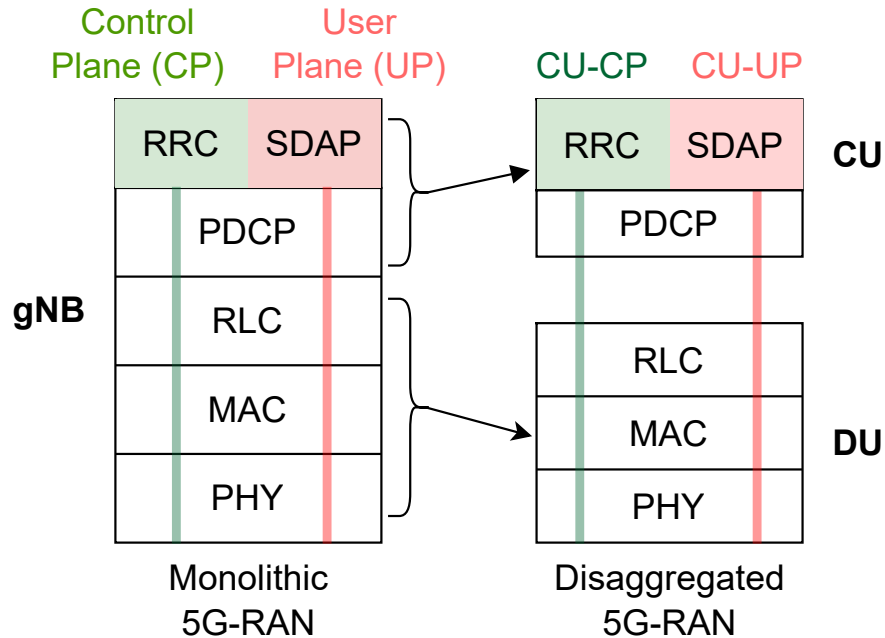 Control
Plane (CP)
User
Plane (UP)
CU-CP
CU-UP
RRC
SDAP
PDCP
RLC
MAC
PHY
gNB
Monolithic
5G-RAN
RRC
SDAP
PDCP
CU
RLC
MAC
PHY
DU
Disaggregated
5G-RAN